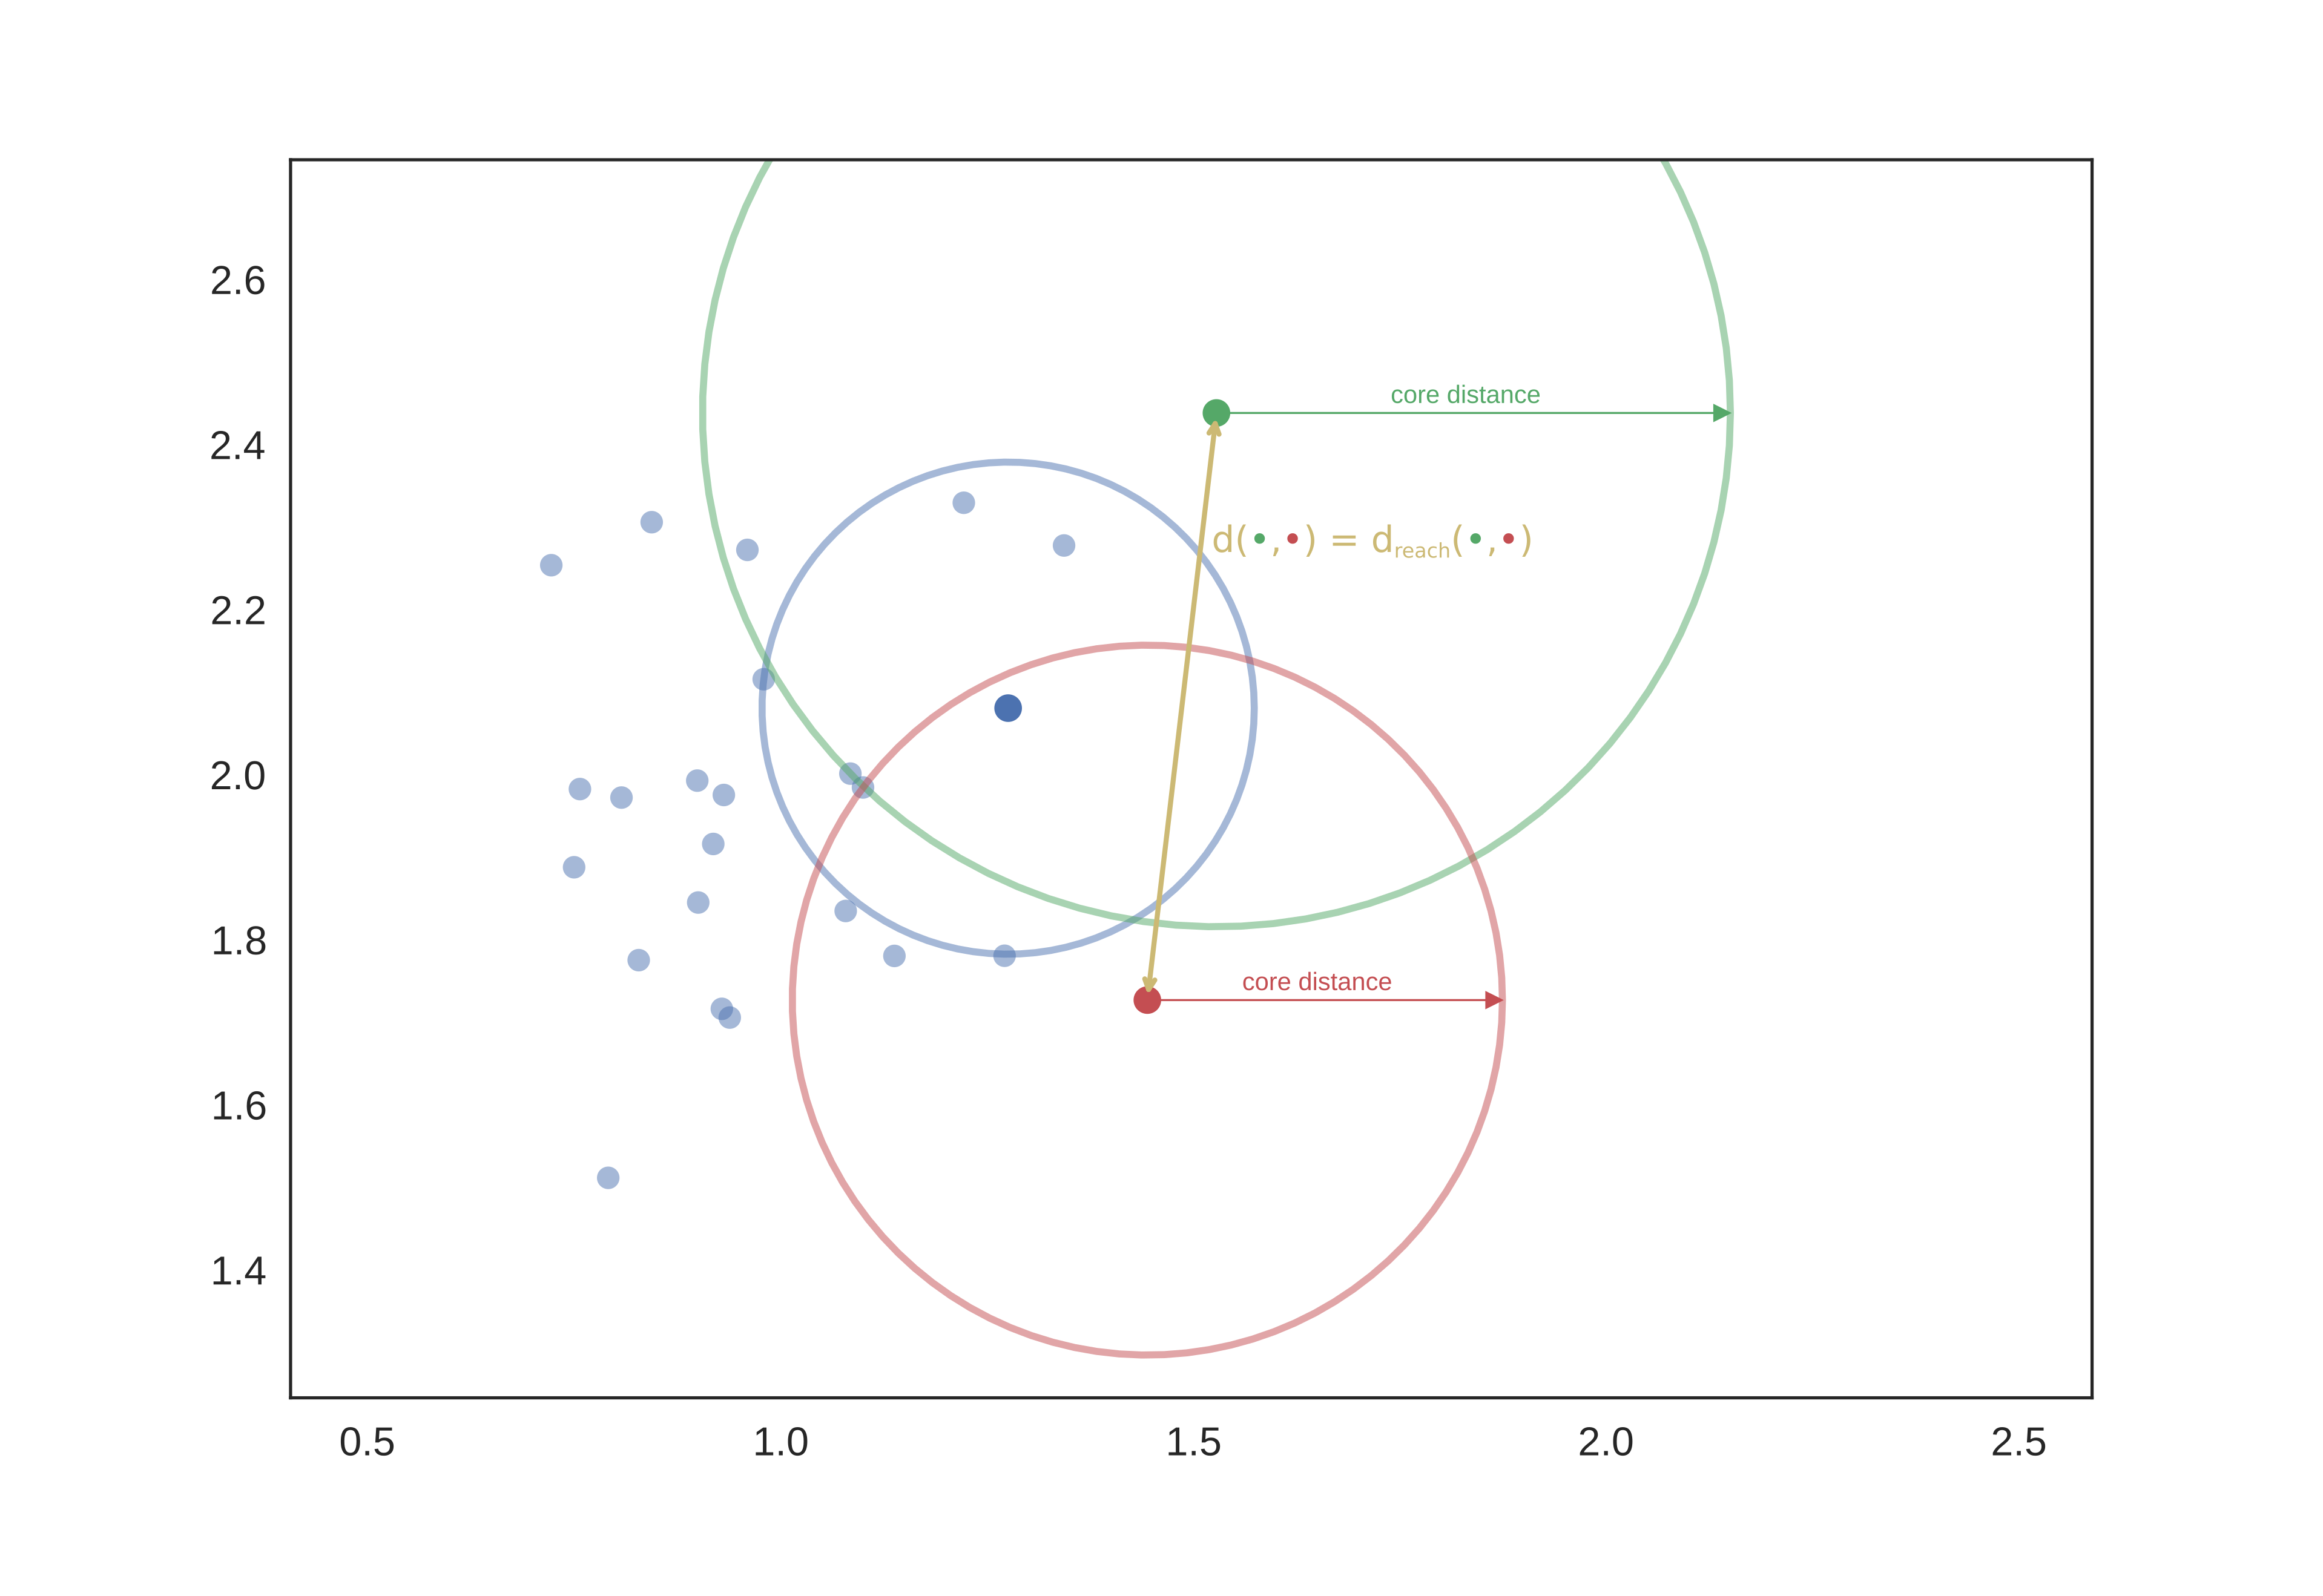 2.6
core distance
2.4
d(•,•) = dreach(•,•)
2.2
2.0
1.8
core distance
1.6
1.4
0.5 1.0 1.5 2.0 2.5